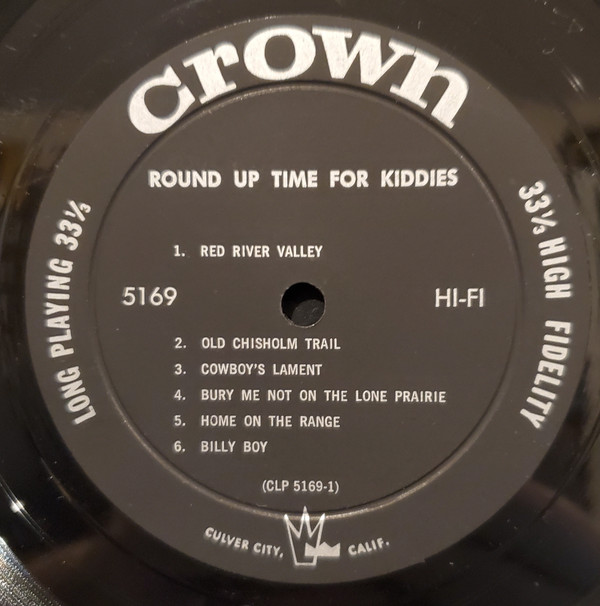 crown
ROUND UP TIME FOR KIDDIES
1. RED RIVER VALLEY
5169
HI-FI
2. OLD CHISHOLM TRAIL
3. COWBOY'S LAMENT
4. BURY ME NOT ON THE LONE PRAIRIE
5. HOME ON THE RANGE
6. BILLY BOY
(CLP 5169-1)
LONG PLAYING 33⅓
33⅓ HIGH FIDELITY
CULVER CITY, CALIF.